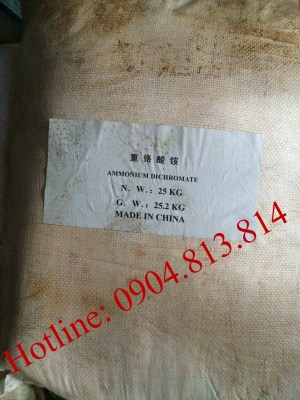 重铬酸铵
AMMONIUM DICHROMATE
N. W.: 25 KG
G. W.: 25.2 KG
MADE IN CHINA
Hotline: 0904.813.814